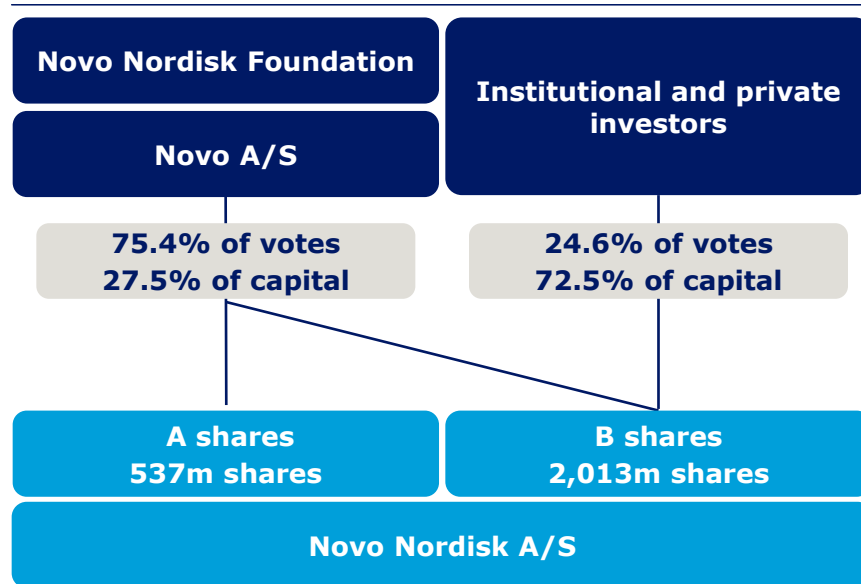 Novo Nordisk Foundation
Novo A/S
Institutional and private
investors
75.4% of votes
27.5% of capital
24.6% of votes
72.5% of capital
A shares
537m shares
B shares
2,013m shares
Novo Nordisk A/S